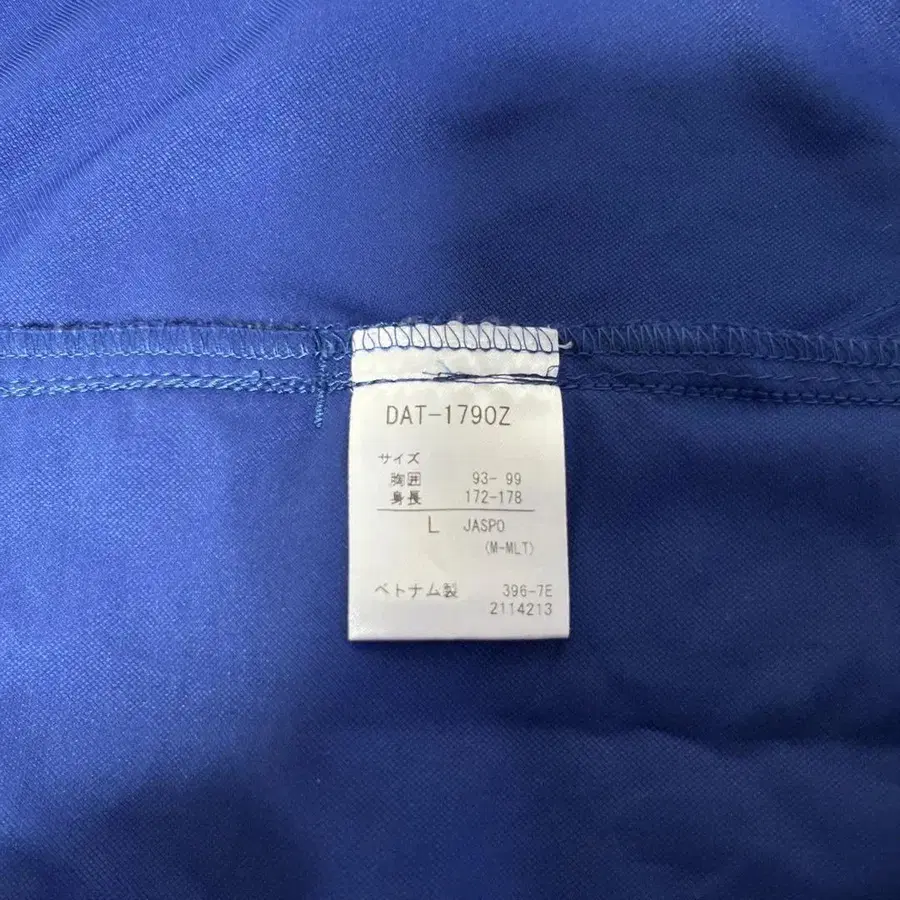 DAT-1790Z
サイズ
胸囲 93- 99
身長 172-178
L JASPO
(M-MLT)
ベトナム製 396-7E
2114213